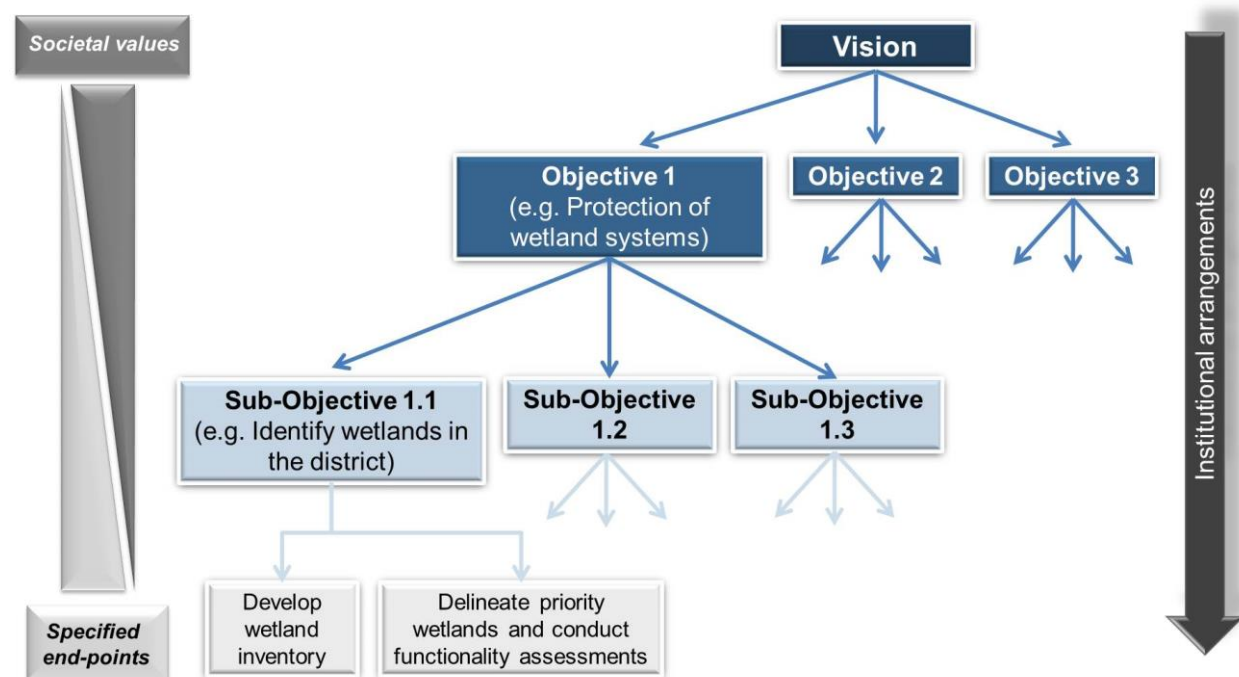 Societal values
Vision
Objective 1
(e.g. Protection of
wetland systems)
Objective 2
Objective 3
Sub-Objective 1.1
(e.g. Identify wetlands in
the district)
Sub-Objective
1.2
Sub-Objective
1.3
Develop
wetland
inventory
Delineate priority
wetlands and conduct
functionality assessments
Specified
end-points
Institutional arrangements